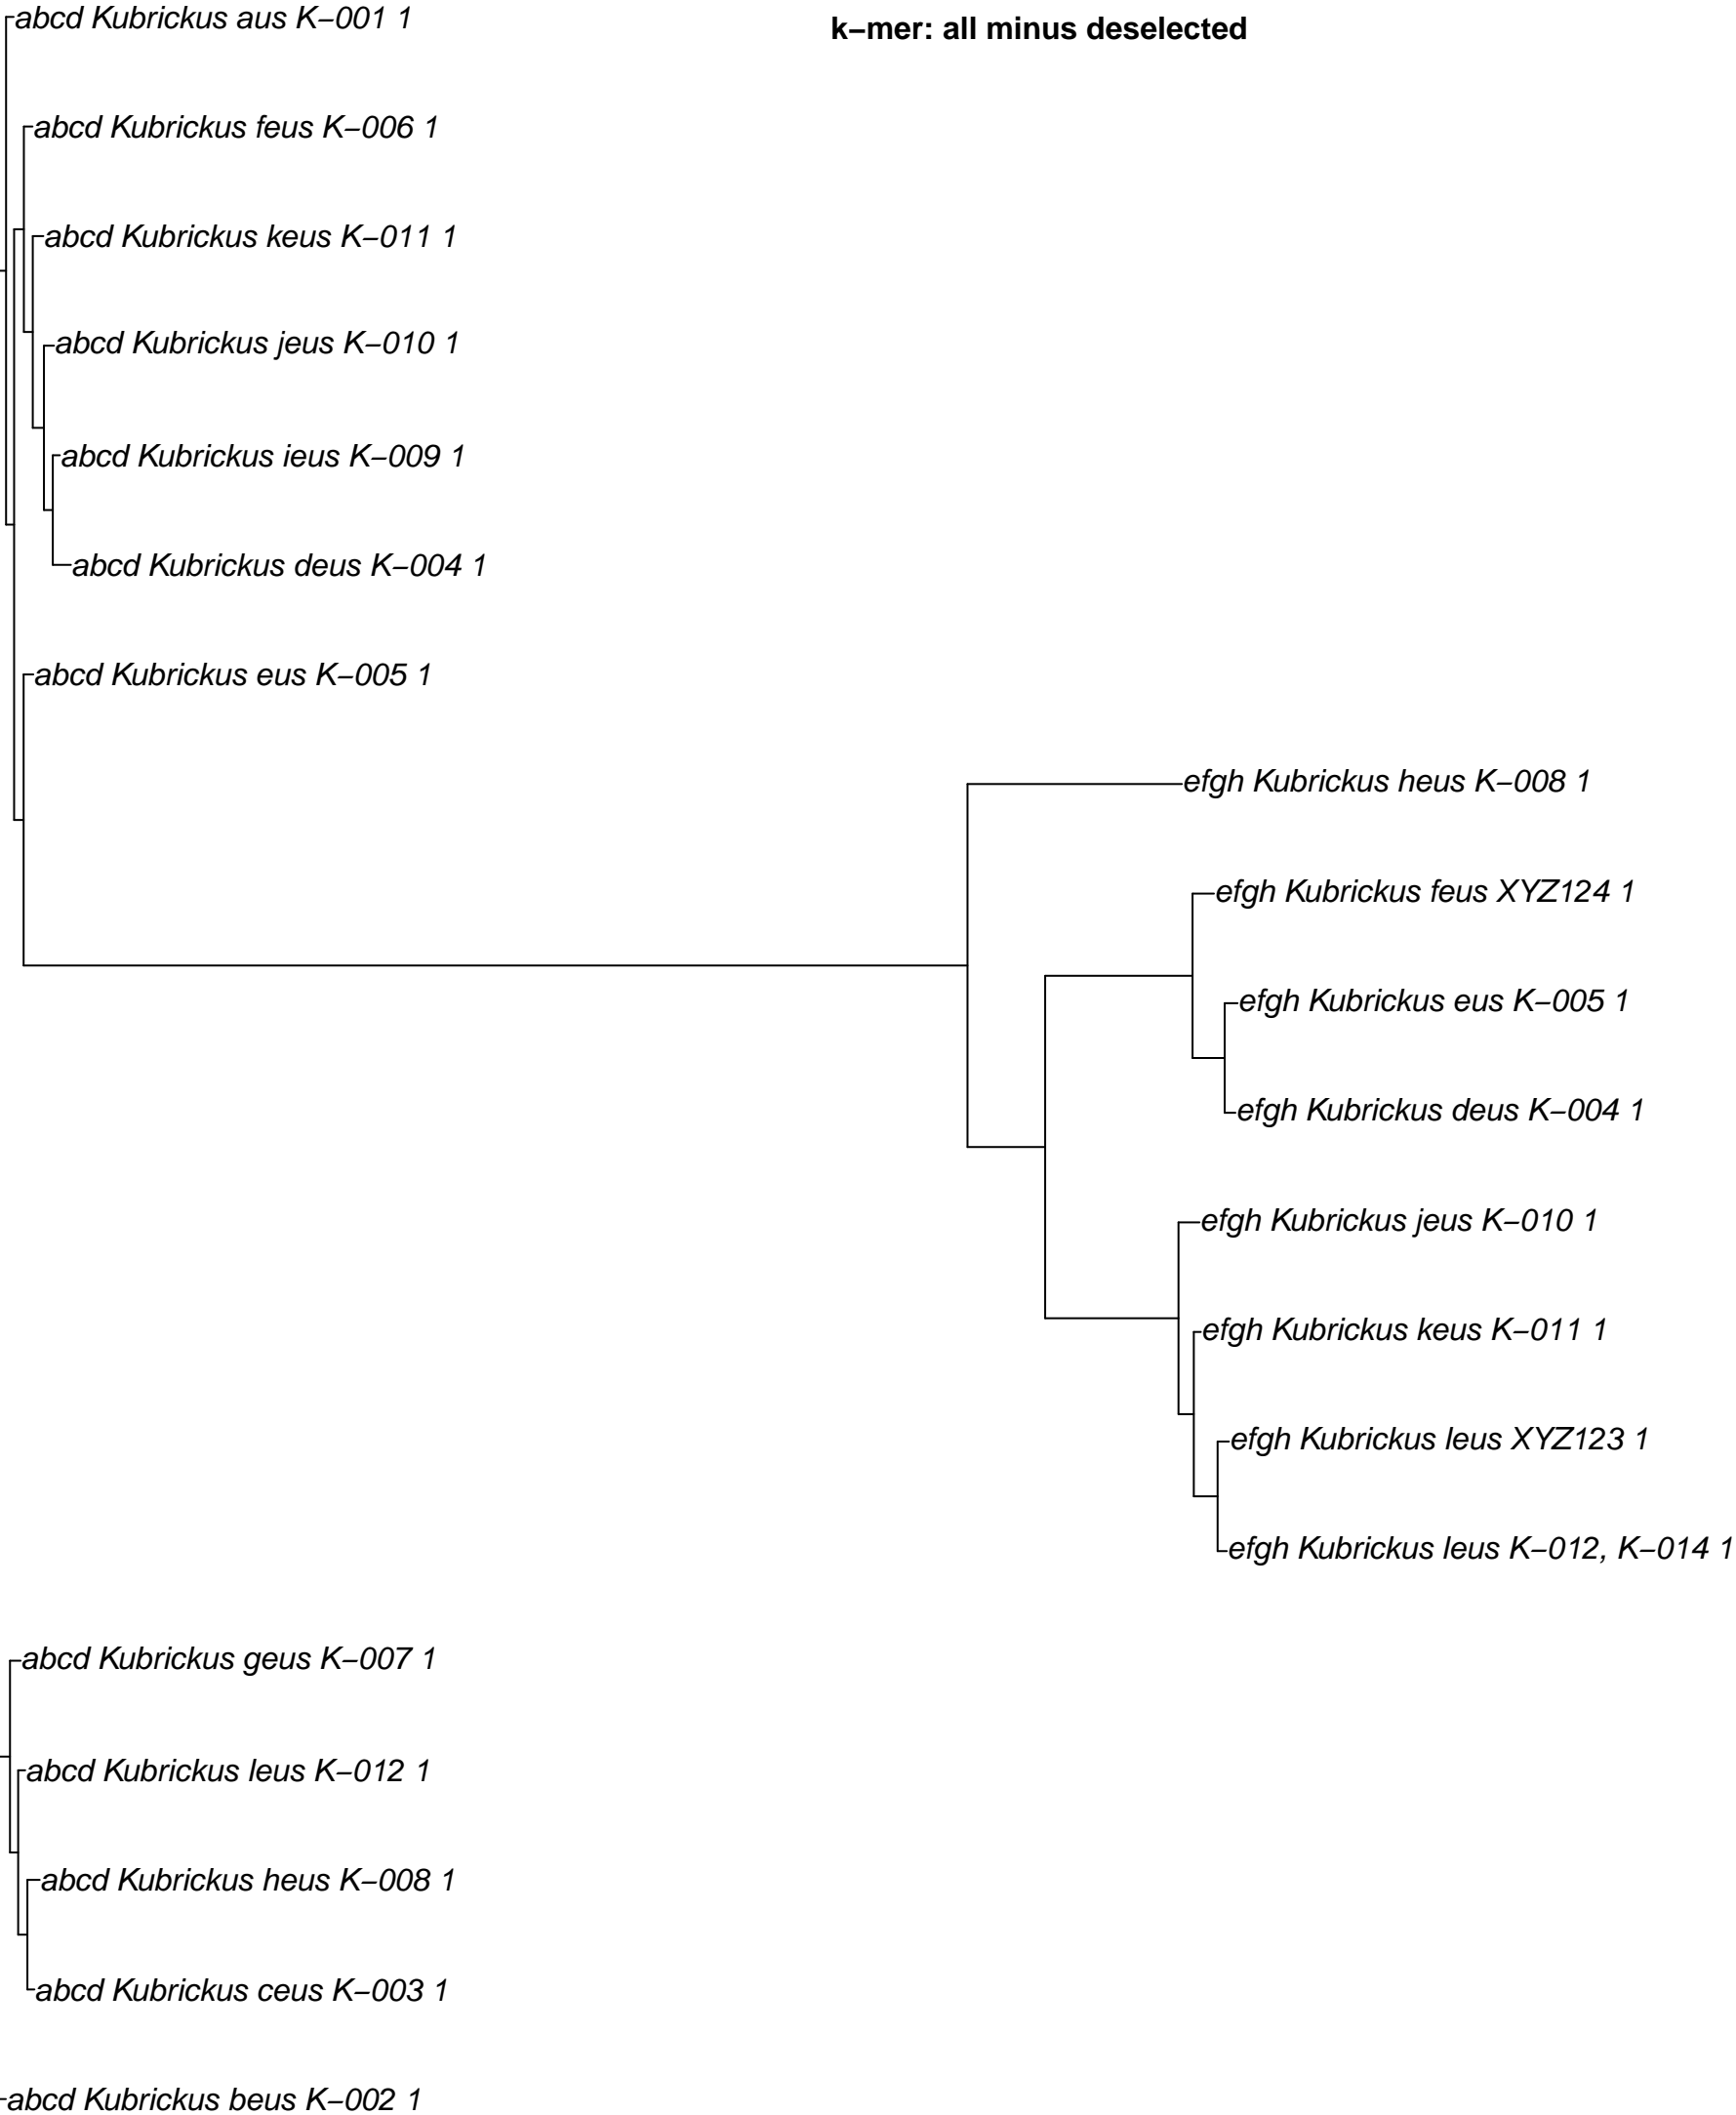 abcd Kubrickus aus K−001 1
k−mer: all minus deselected
abcd Kubrickus feus K−006 1
abcd Kubrickus keus K−011 1
abcd Kubrickus jeus K−010 1
abcd Kubrickus ieus K−009 1
abcd Kubrickus deus K−004 1
abcd Kubrickus eus K−005 1
efgh Kubrickus heus K−008 1
efgh Kubrickus feus XYZ124 1
efgh Kubrickus eus K−005 1
efgh Kubrickus deus K−004 1
efgh Kubrickus jeus K−010 1
efgh Kubrickus keus K−011 1
efgh Kubrickus leus XYZ123 1
efgh Kubrickus leus K−012, K−014 1
abcd Kubrickus geus K−007 1
abcd Kubrickus leus K−012 1
abcd Kubrickus heus K−008 1
abcd Kubrickus ceus K−003 1
abcd Kubrickus beus K−002 1